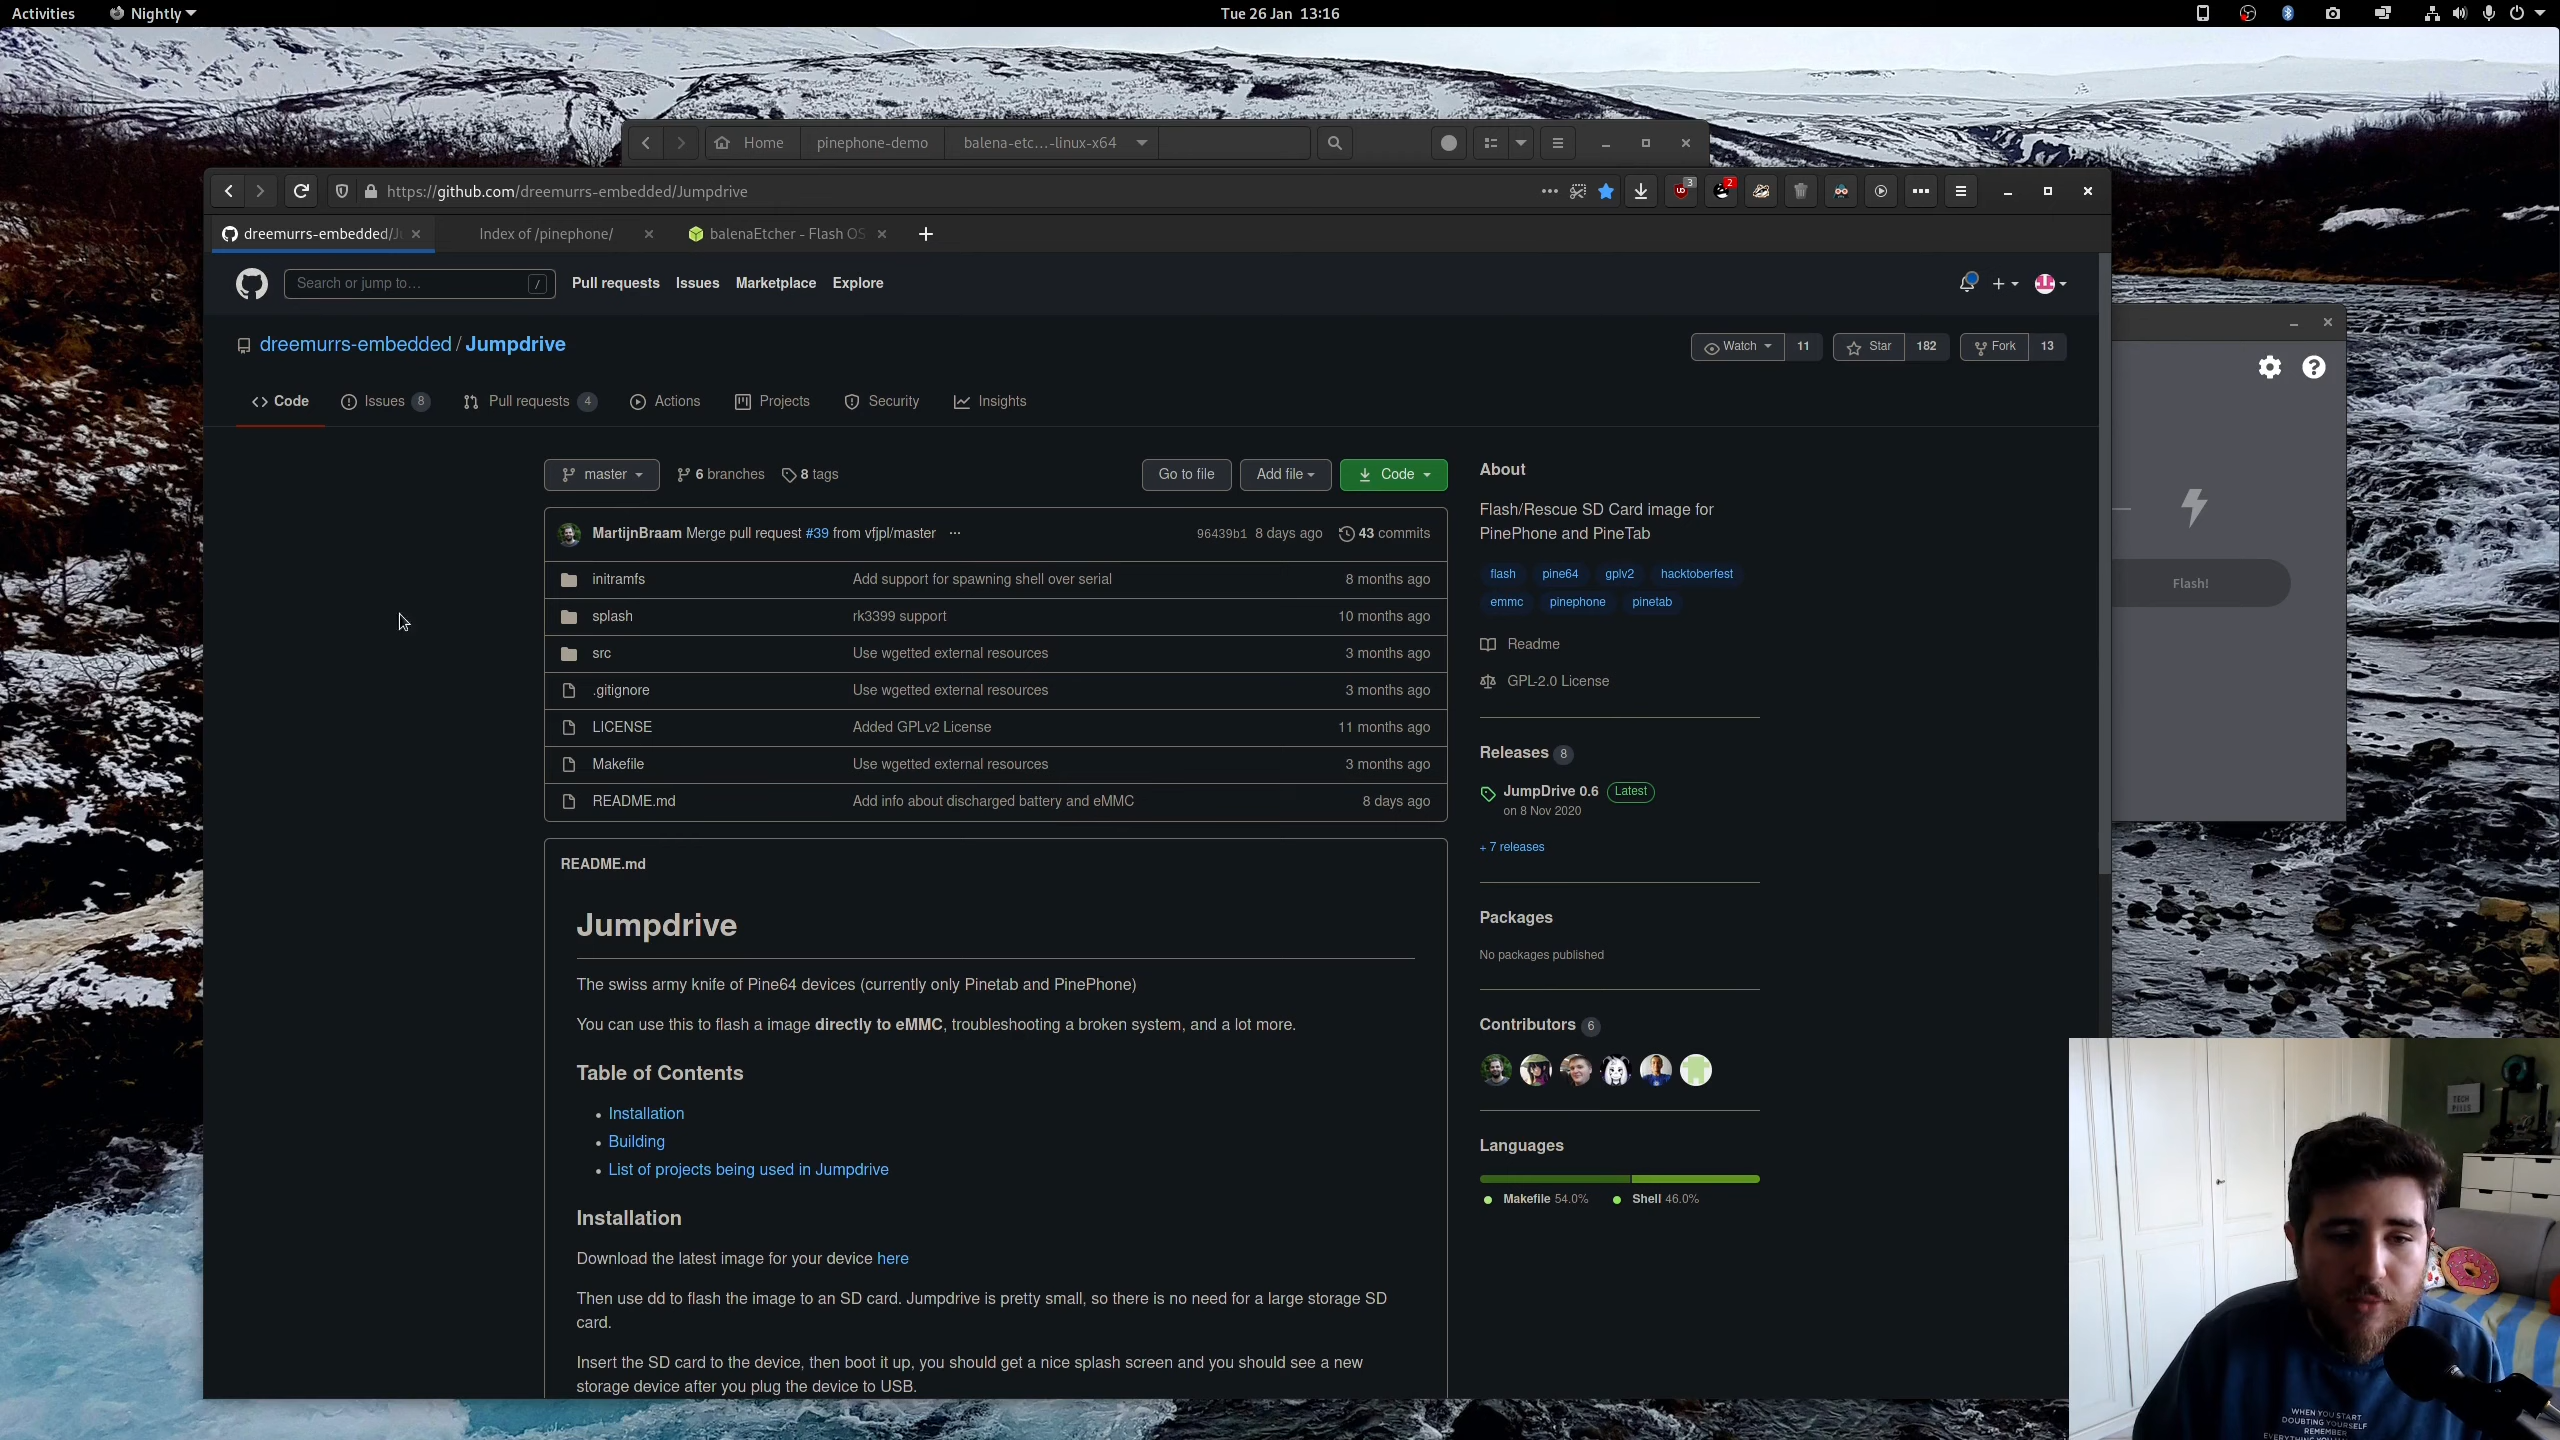 Activities
Nightly
Tue 26 Jan 13:16
Home
pinephone-demo
balena-etc...-linux-x64
https://github.com/dreemurrs-embedded/Jumpdrive
3
2
dreemurrs-embedded/J
Index of /pinephone/
balenaEtcher - Flash OS
Search or jump to…
/
Pull requests
Issues
Marketplace
Explore
dreemurrs-embedded / Jumpdrive
Watch
11
Star
182
Fork
13
Code
Issues 8
Pull requests 4
Actions
Projects
Security
Insights
master
6 branches
8 tags
Go to file
Add file
Code
MartijnBraam Merge pull request #39 from vfjpl/master ...
96439b1 8 days ago
43 commits
initramfs Add support for spawning shell over serial 8 months ago
splash rk3399 support 10 months ago
src Use wgetted external resources 3 months ago
.gitignore Use wgetted external resources 3 months ago
LICENSE Added GPLv2 License 11 months ago
Makefile Use wgetted external resources 3 months ago
README.md Add info about discharged battery and eMMC 8 days ago
README.md
Jumpdrive
The swiss army knife of Pine64 devices (currently only Pinetab and PinePhone)
You can use this to flash a image directly to eMMC, troubleshooting a broken system, and a lot more.
Table of Contents
• Installation
• Building
• List of projects being used in Jumpdrive
Installation
Download the latest image for your device here
Then use dd to flash the image to an SD card. Jumpdrive is pretty small, so there is no need for a large storage SD
card.
Insert the SD card to the device, then boot it up, you should get a nice splash screen and you should see a new
storage device after you plug the device to USB.
About
Flash/Rescue SD Card image for
PinePhone and PineTab
flash
pine64
gplv2
hacktoberfest
emmc
pinephone
pinetab
Readme
GPL-2.0 License
Releases 8
JumpDrive 0.6 Latest
on 8 Nov 2020
+ 7 releases
Packages
No packages published
Contributors 6
Languages
Makefile 54.0%
Shell 46.0%
Flash!
TECH
PILLS
WHEN YOU START
DOUBTING YOURSELF
REMEMBER